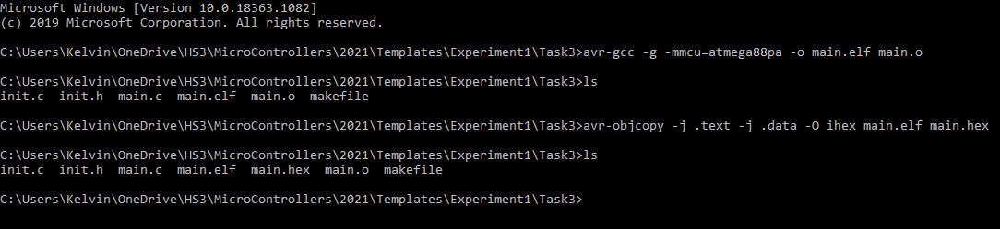 Microsoft Windows [Version 10.0.18363.1082]
(c) 2019 Microsoft Corporation. All rights reserved.
C:\Users\Kelvin\OneDrive\HS3\MicroControllers\2021\Templates\Experiment1\Task3>avr-gcc -g -mmcu=atmega88pa -o main.elf main.o
C:\Users\Kelvin\OneDrive\HS3\MicroControllers\2021\Templates\Experiment1\Task3>ls
init.c  init.h  main.c  main.elf  main.o  makefile
C:\Users\Kelvin\OneDrive\HS3\MicroControllers\2021\Templates\Experiment1\Task3>avr-objcopy -j .text -j .data -O ihex main.elf main.hex
C:\Users\Kelvin\OneDrive\HS3\MicroControllers\2021\Templates\Experiment1\Task3>ls
init.c  init.h  main.c  main.elf  main.hex  main.o  makefile
C:\Users\Kelvin\OneDrive\HS3\MicroControllers\2021\Templates\Experiment1\Task3>